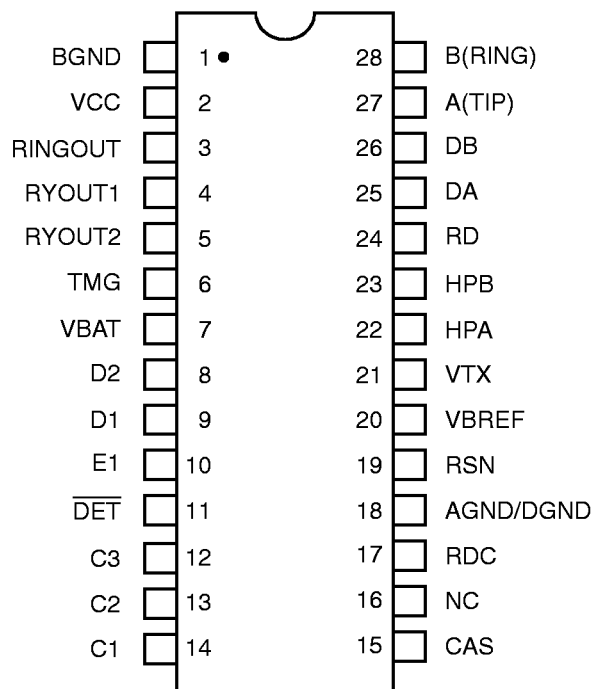 BGND 1 28 B(RING)
VCC 2 27 A(TIP)
RINGOUT 3 26 DB
RYOUT1 4 25 DA
RYOUT2 5 24 RD
TMG 6 23 HPB
VBAT 7 22 HPA
D2 8 21 VTX
D1 9 20 VBREF
E1 10 19 RSN
D̅E̅T̅ 11 18 AGND/DGND
C3 12 17 RDC
C2 13 16 NC
C1 14 15 CAS